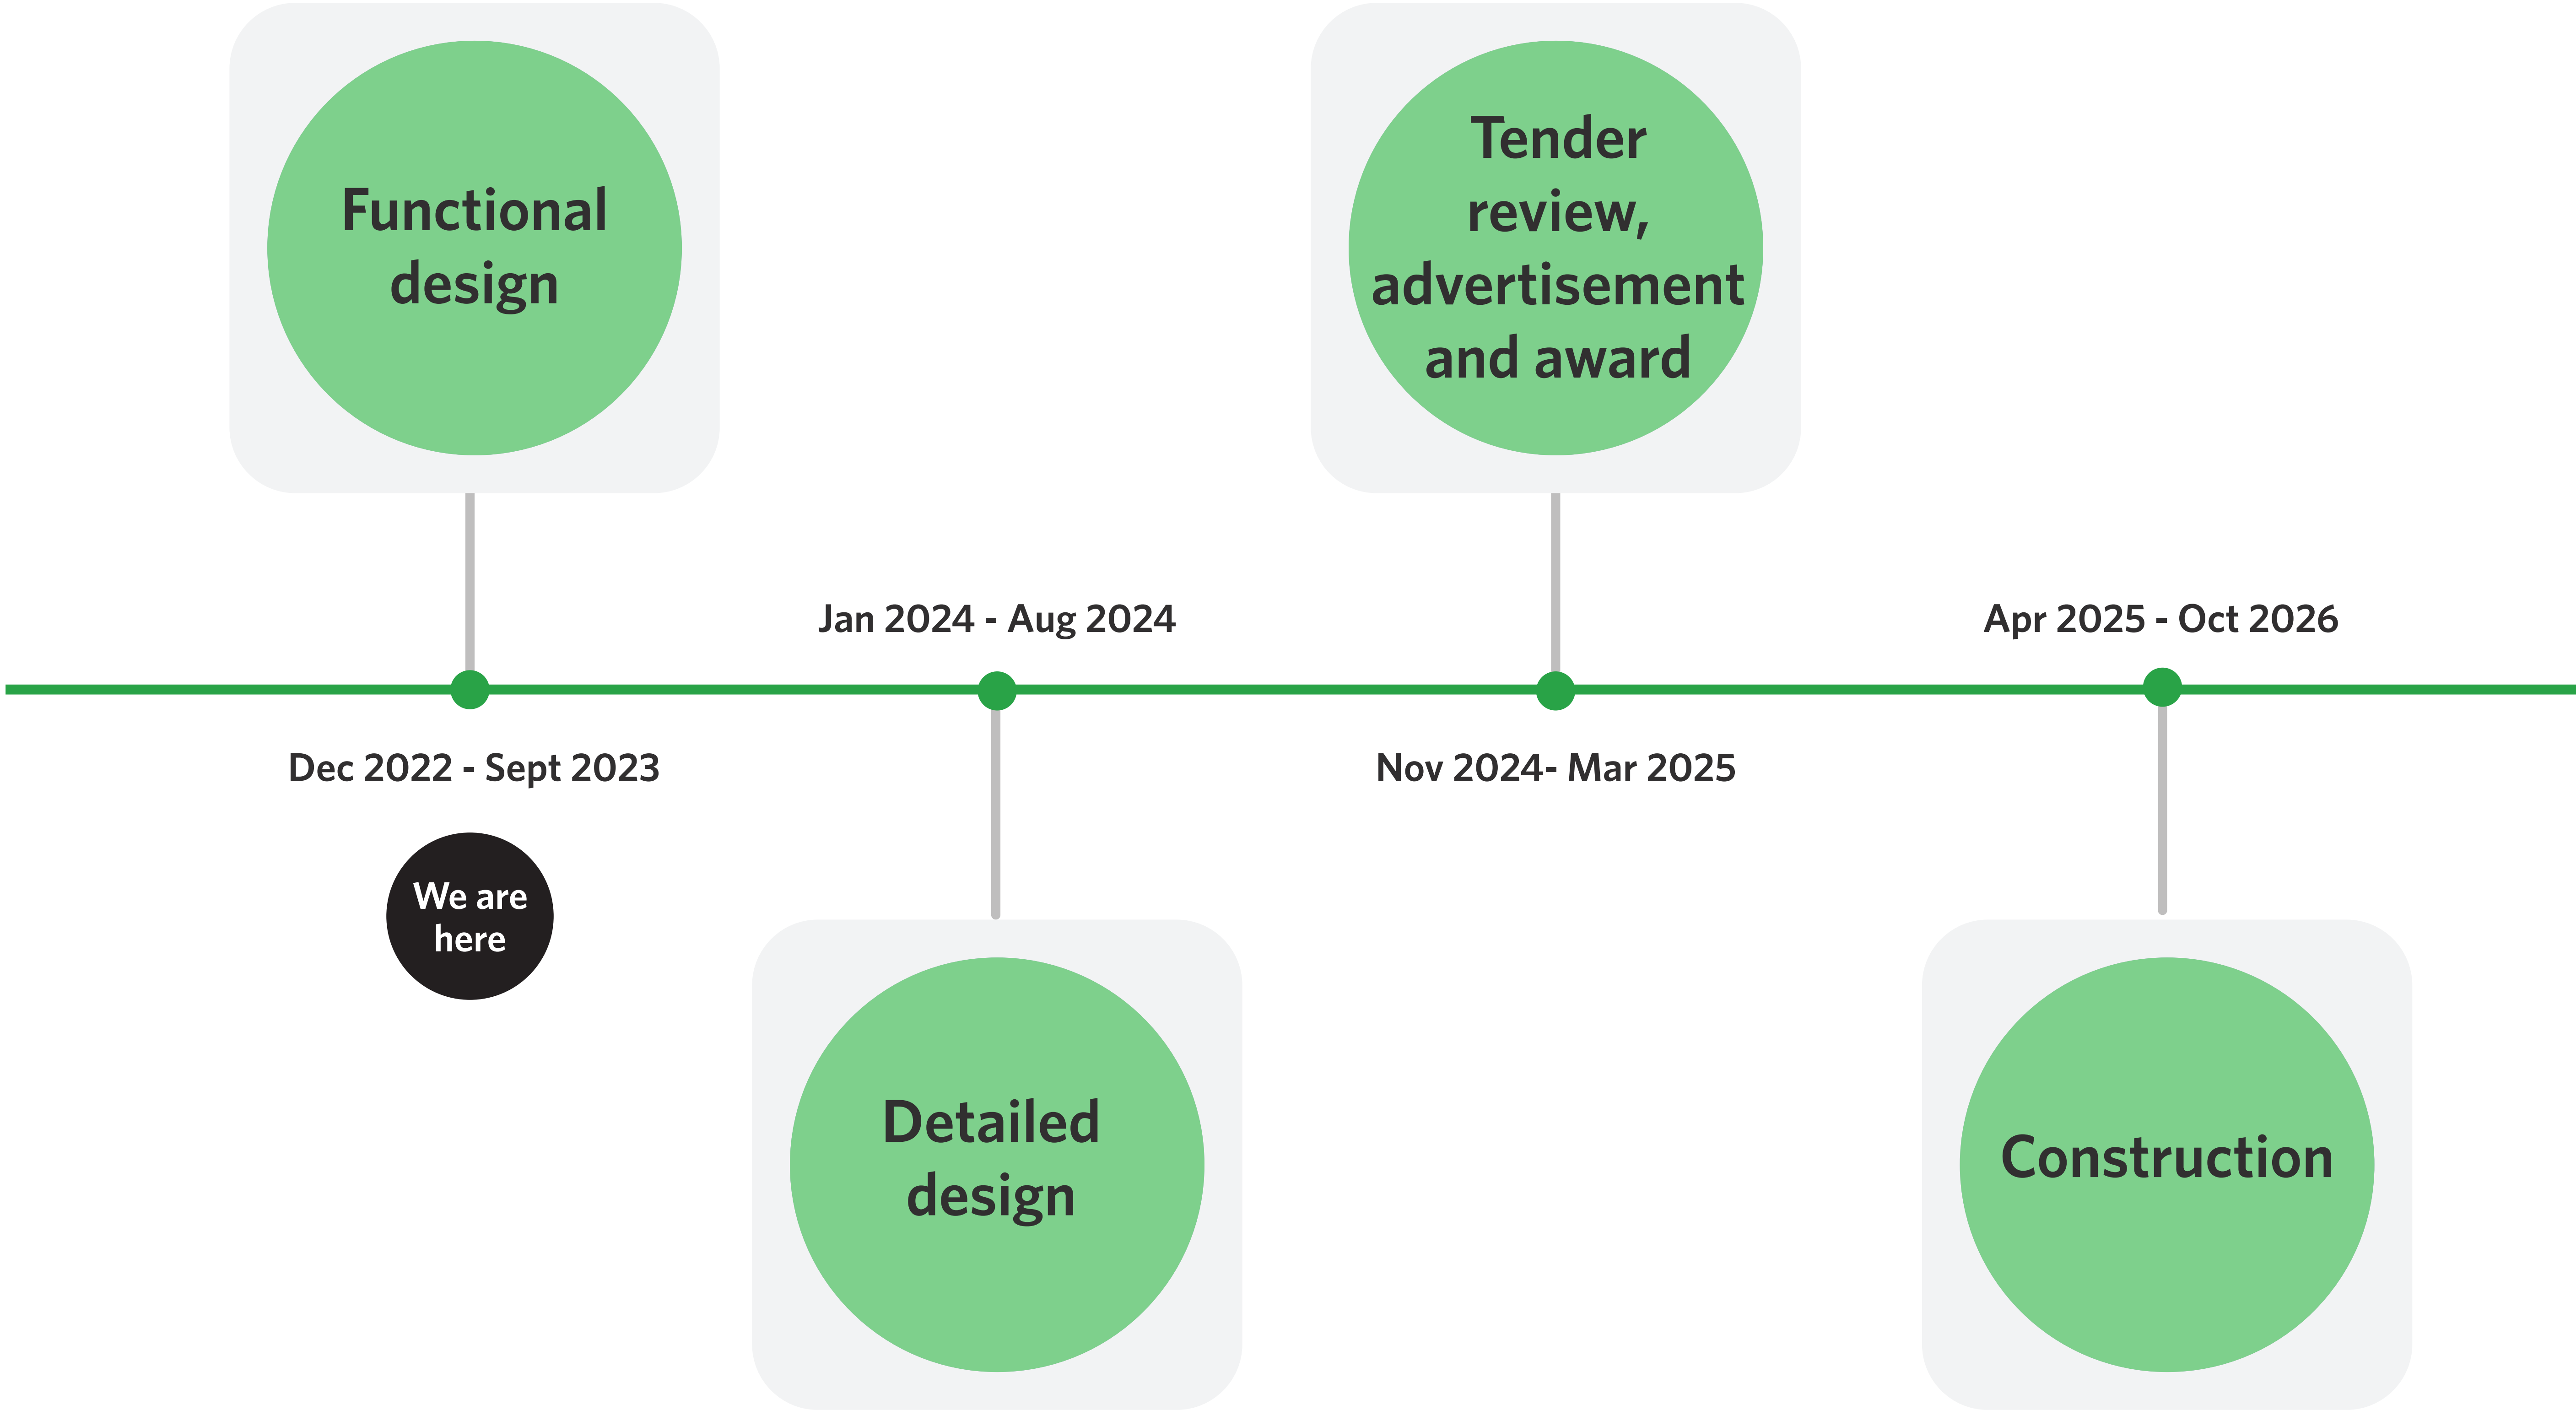 Functional
design
Dec 2022 - Sept 2023
We are
here
Jan 2024 - Aug 2024
Detailed
design
Tender
review,
advertisement
and award
Nov 2024- Mar 2025
Apr 2025 - Oct 2026
Construction